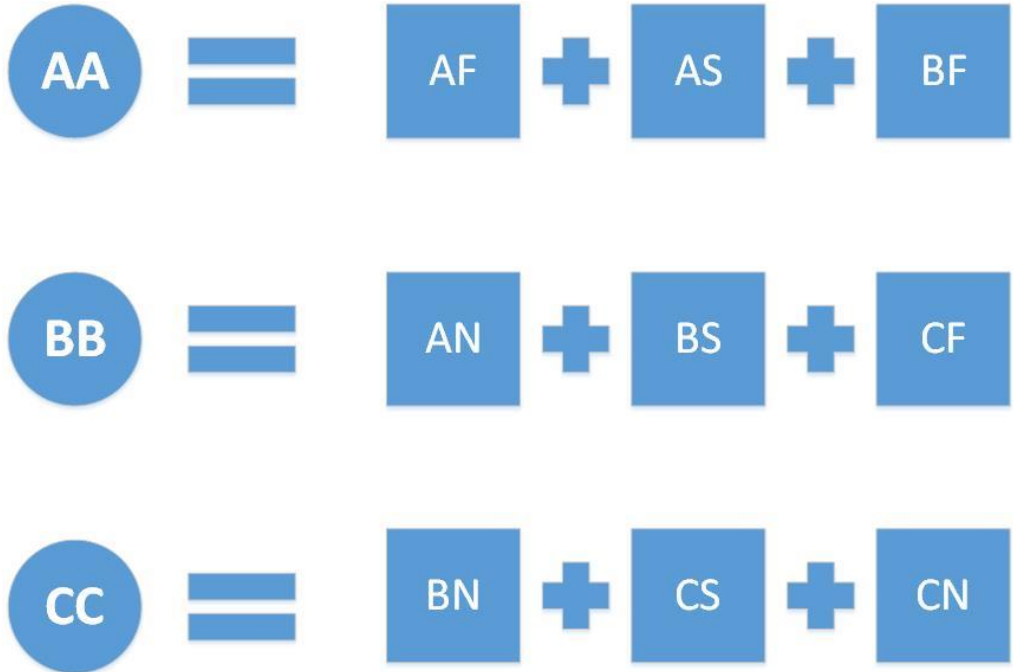 AA = AF + AS + BF
BB = AN + BS + CF
CC = BN + CS + CN